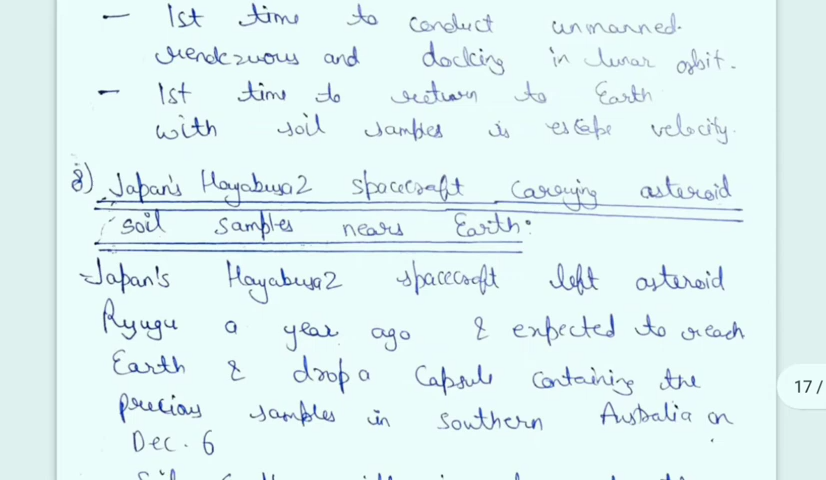 - 1st time to conduct unmanned
rendezvous and docking in lunar orbit.
- 1st time to return to Earth
with soil samples is escape velocity.
8) Japan's Hayabusa2 spacecraft carrying asteroid
soil samples nears Earth:
Japan's Hayabusa2 spacecraft left asteroid
Ryugu a year ago & expected to reach
Earth & drop a Capsule containing the
precious samples in Southern Australia on
Dec. 6
17/